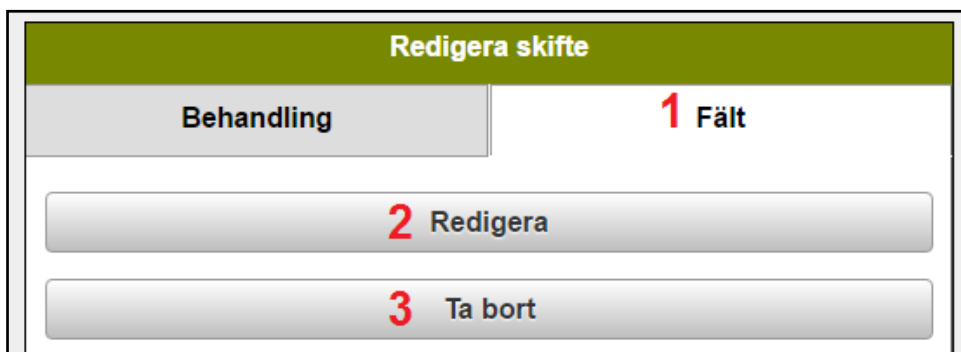 Redigera skifte
Behandling 1 Fält
2 Redigera
3 Ta bort